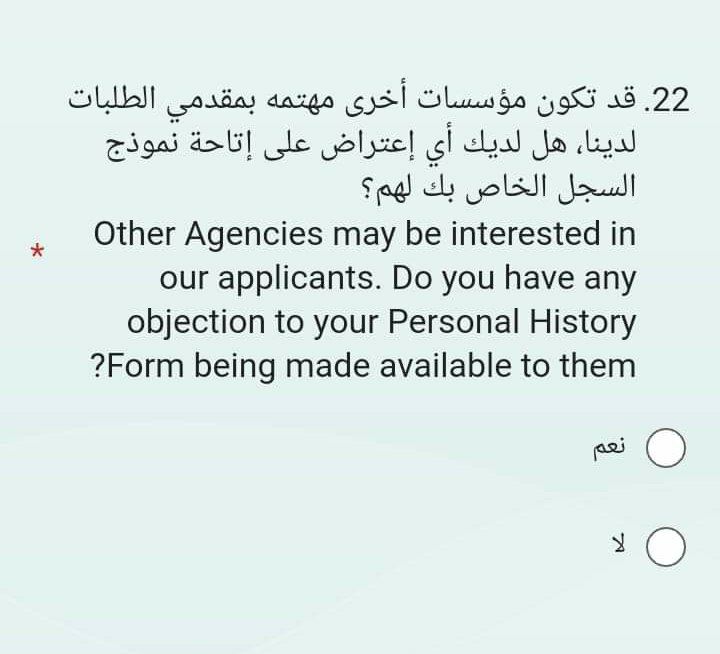 22. قد تكون مؤسسات أخرى مهتمه بمقدمي الطلبات
لدينا، هل لديك أي إعتراض على إتاحة نموذج
السجل الخاص بك لهم؟
Other Agencies may be interested in
our applicants. Do you have any
objection to your Personal History
?Form being made available to them
*
نعم
لا